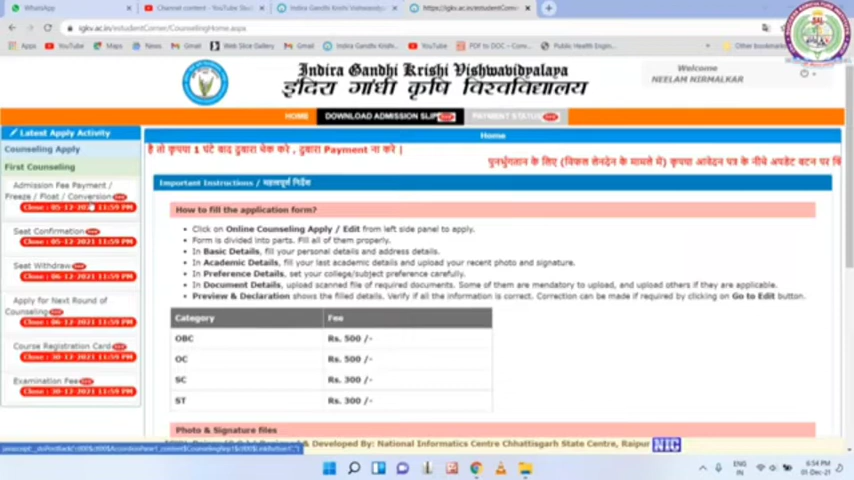 WhatsApp
Channel content - YouTube Stud
Indira Gandhi Krishi Vishwavidyal
https://igkv.ac.in/estudentCorn
igkv.ac.in/estudentCorner/CounselingHome.aspx
Apps YouTube Maps News Gmail Web Slice Gallery Gmail Indira Gandhi Krishi V YouTube PDF to DOC – Conve Public Health Engin... Other bookmarks
Indira Gandhi Krishi Vishwavidyalaya
इंदिरा गांधी कृषि विश्वविद्यालय
Welcome
NEELAM NIRMALKAR
HOME DOWNLOAD ADMISSION SLIP PAYMENT STATUS
Latest Apply Activity
Home
Counseling Apply
है तो कृपया 1 घंटे बाद दुबारा चेक करे , दुबारा Payment ना करे |
First Counseling
पुनर्भुगतान के लिए (विफल लेनदेन के मामले में) कृपया आवेदन पत्र के नीचे अपडेट बटन पर
Admission Fee Payment /
Freeze / Float / Conversion
Close : 05-12-2021 11:59 PM
Seat Confirmation
Close : 05-12-2021 11:59 PM
Seat Withdraw
Close : 06-12-2021 11:59 PM
Apply for Next Round of
Counseling
Close : 06-12-2021 11:59 PM
Course Registration Card
Close : 30-12-2021 11:59 PM
Examination Fee
Close : 30-12-2021 11:59 PM
Important Instructions / महत्वपूर्ण निर्देश
How to fill the application form?
Click on Online Counseling Apply / Edit from left side panel to apply.
Form is divided into parts. Fill all of them properly.
In Basic Details, fill your personal details and address details.
In Academic Details, fill your last academic details and upload your recent photo and signature.
In Preference Details, set your college/subject preference carefully.
In Document Details, upload scanned file of required documents. Some of them are mandatory to upload, and upload others if they are applicable.
Preview & Declaration shows the filled details. Verify if all the information is correct. Correction can be made if required by clicking on Go to Edit button.
Category Fee
OBC Rs. 500 /-
OC Rs. 500 /-
SC Rs. 300 /-
ST Rs. 300 /-
Photo & Signature files
& Developed By: National Informatics Centre Chhattisgarh State Centre, Raipur NIC
ENG
IN
6:54 PM
01-Dec-21